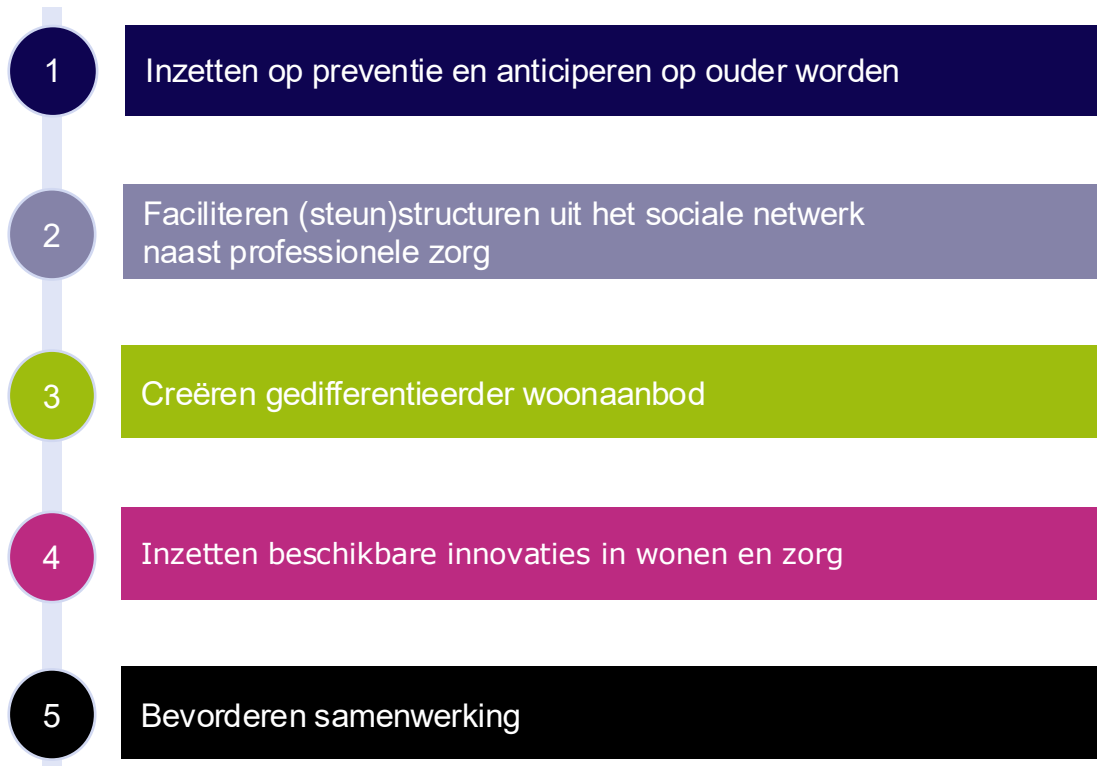 1
Inzetten op preventie en anticiperen op ouder worden
2
Faciliteren (steun)structuren uit het sociale netwerk
naast professionele zorg
3
Creëren gedifferentieerder woonaanbod
4
Inzetten beschikbare innovaties in wonen en zorg
5
Bevorderen samenwerking